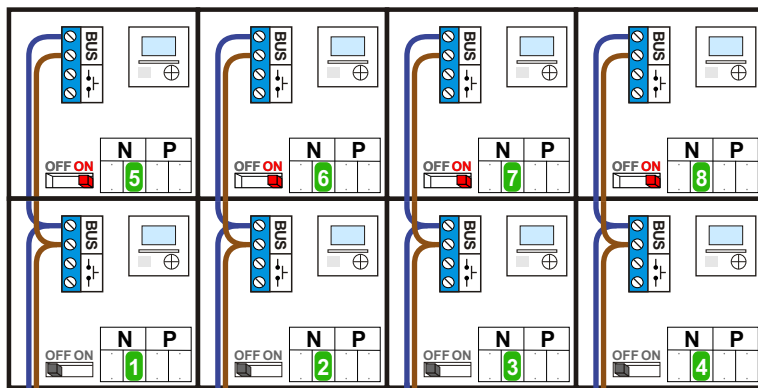 BUS BUS BUS BUS
N P N P N P N P
OFF ON OFF ON OFF ON OFF ON
5 6 7 8
BUS BUS BUS BUS
N P N P N P N P
OFF ON OFF ON OFF ON OFF ON
1 2 3 4